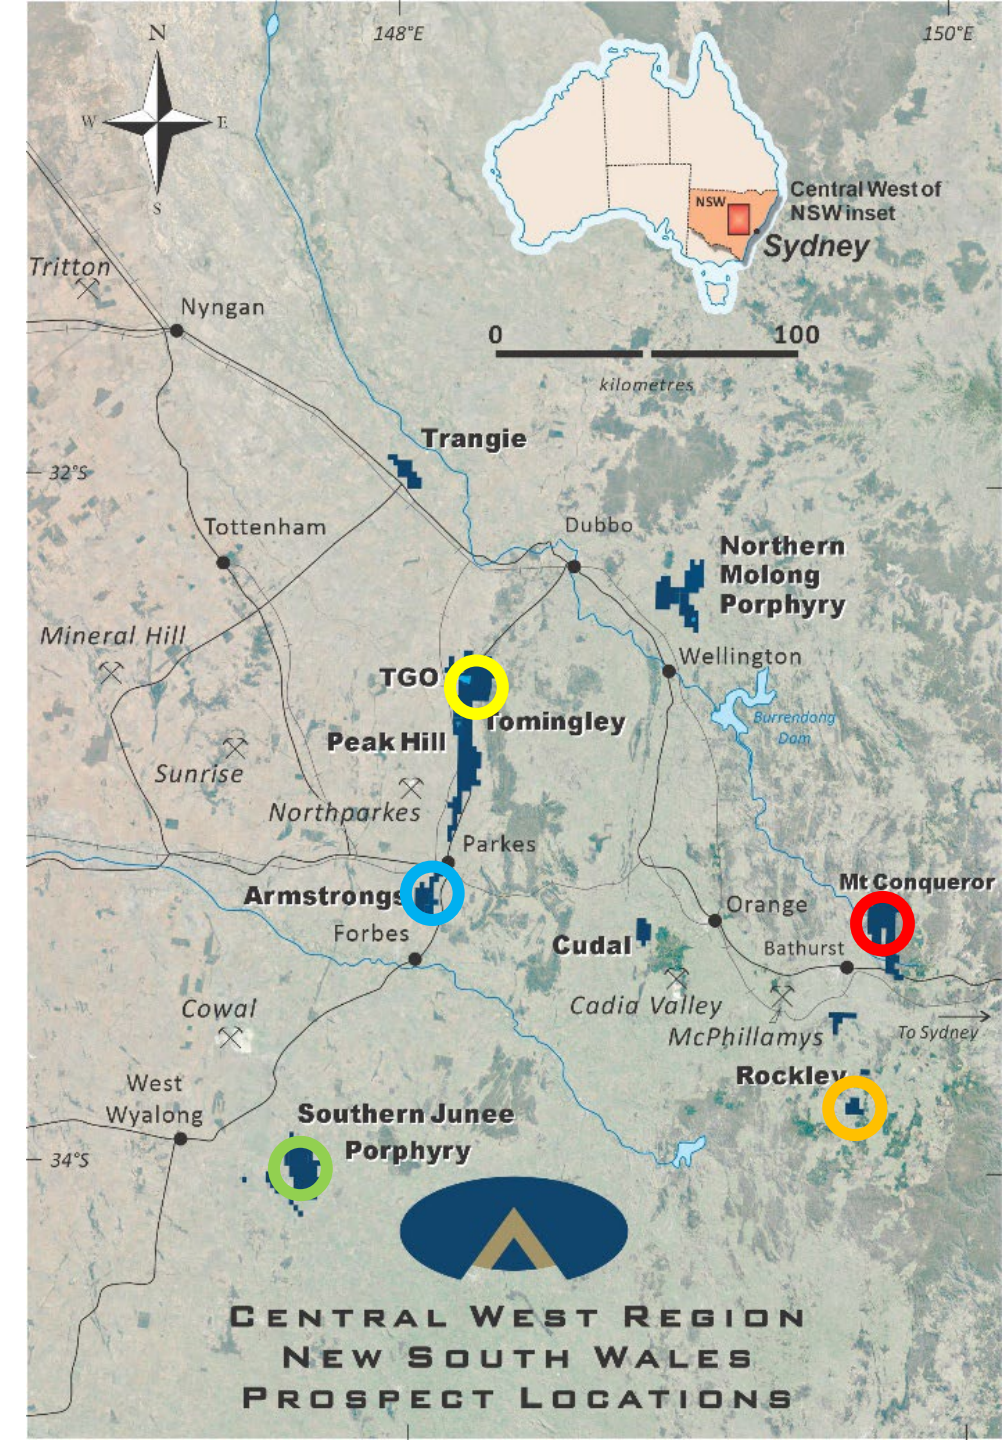 148°E
150°E
N
W
E
S
NSW
Central West of
NSW inset
Sydney
Tritton
Nyngan
0
100
kilometres
Trangie
32°S
Tottenham
Dubbo
Northern
Molong
Porphyry
Mineral Hill
Wellington
TGO
Tomingley
Burrendong
Dam
Peak Hill
Sunrise
Northparkes
Parkes
Armstrongs
Mt Conqueror
Orange
Forbes
Cudal
Bathurst
Cowal
Cadia Valley
McPhillamys
To Sydney
Rockley
West
Wyalong
Southern Junee
Porphyry
34°S
CENTRAL WEST REGION
NEW SOUTH WALES
PROSPECT LOCATIONS